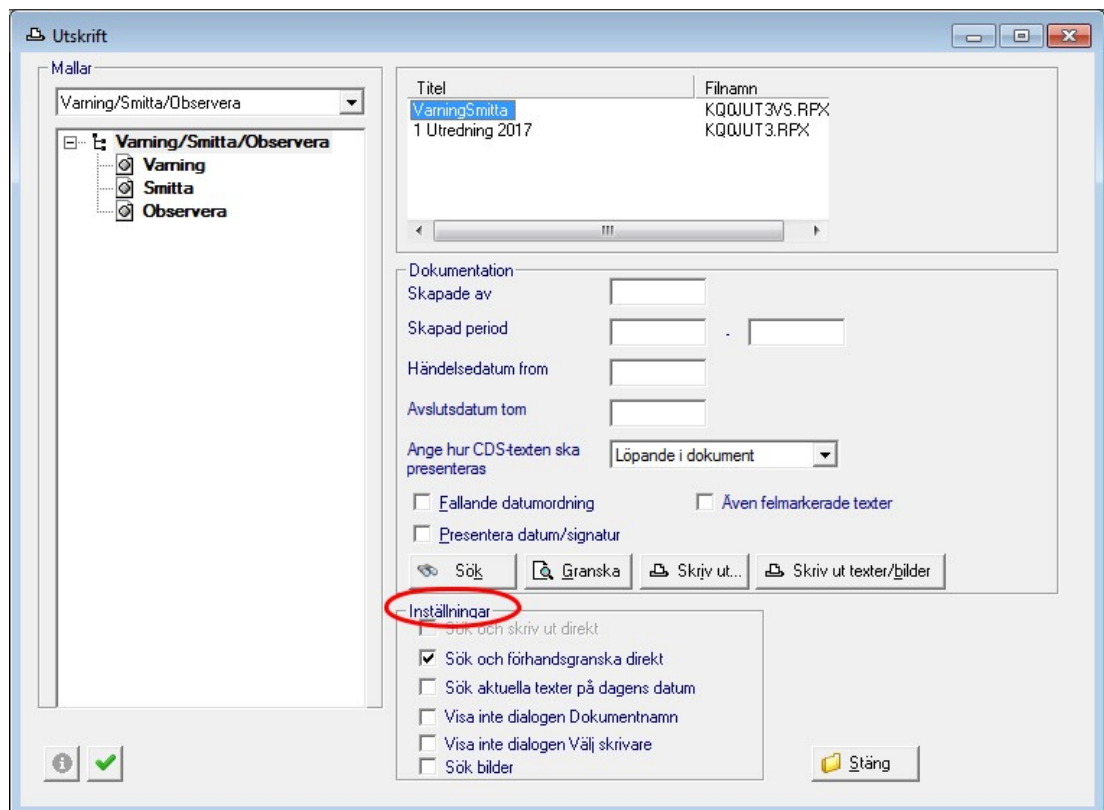 Utskrift
Mallar
Varning/Smitta/Observera
Varning/Smitta/Observera
Varning
Smitta
Observera
Titel Filnamn
VarningSmitta KQ0JUT3VS.RPX
1 Utredning 2017 KQ0JUT3.RPX
Dokumentation
Skapade av
Skapad period -
Händelsedatum from
Avslutsdatum tom
Ange hur CDS-texten ska
presenteras
Löpande i dokument
Fallande datumordning Även felmarkerade texter
Presentera datum/signatur
Sök Granska Skriv ut... Skriv ut texter/bilder
Inställningar
Sök och skriv ut direkt
Sök och förhandsgranska direkt
Sök aktuella texter på dagens datum
Visa inte dialogen Dokumentnamn
Visa inte dialogen Välj skrivare
Sök bilder
Stäng